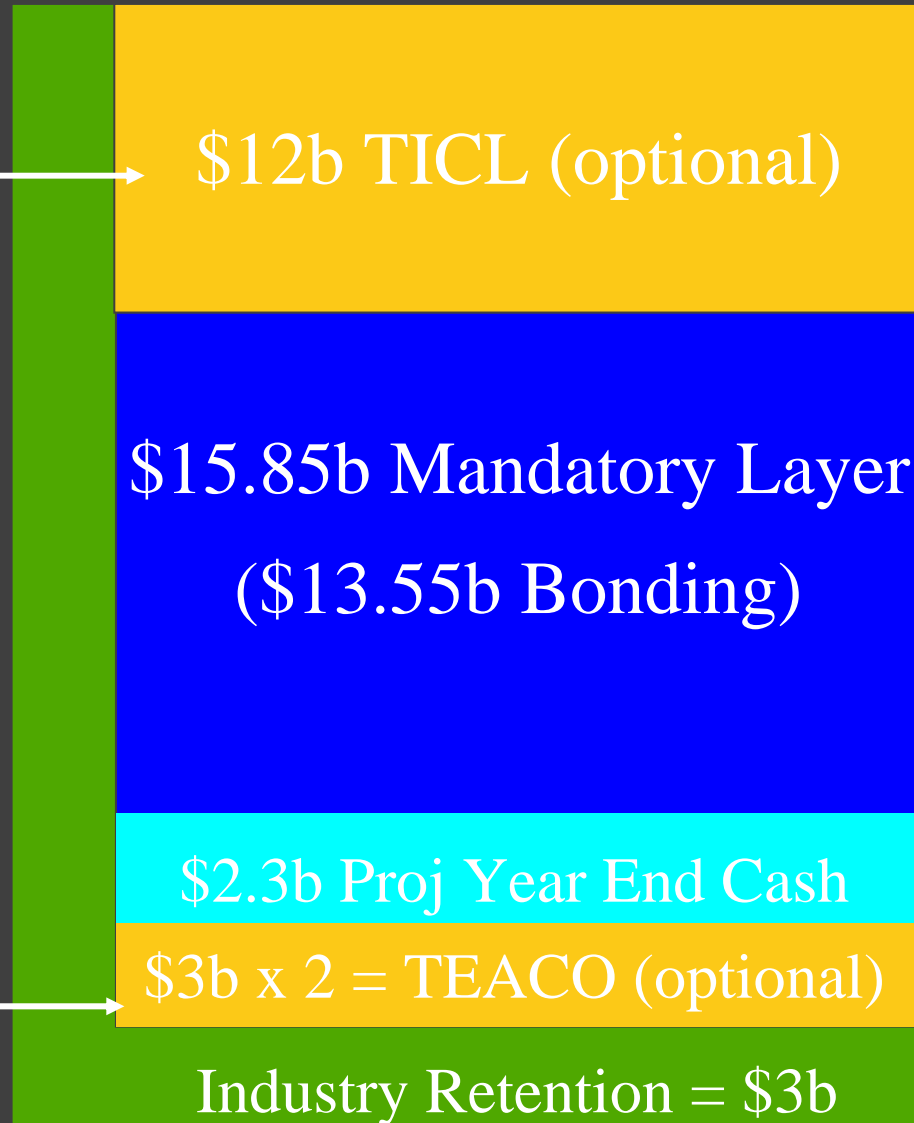 $12b TICL (optional)
$15.85b Mandatory Layer
($13.55b Bonding)
$2.3b Proj Year End Cash
$3b x 2 = TEACO (optional)
Industry Retention = $3b